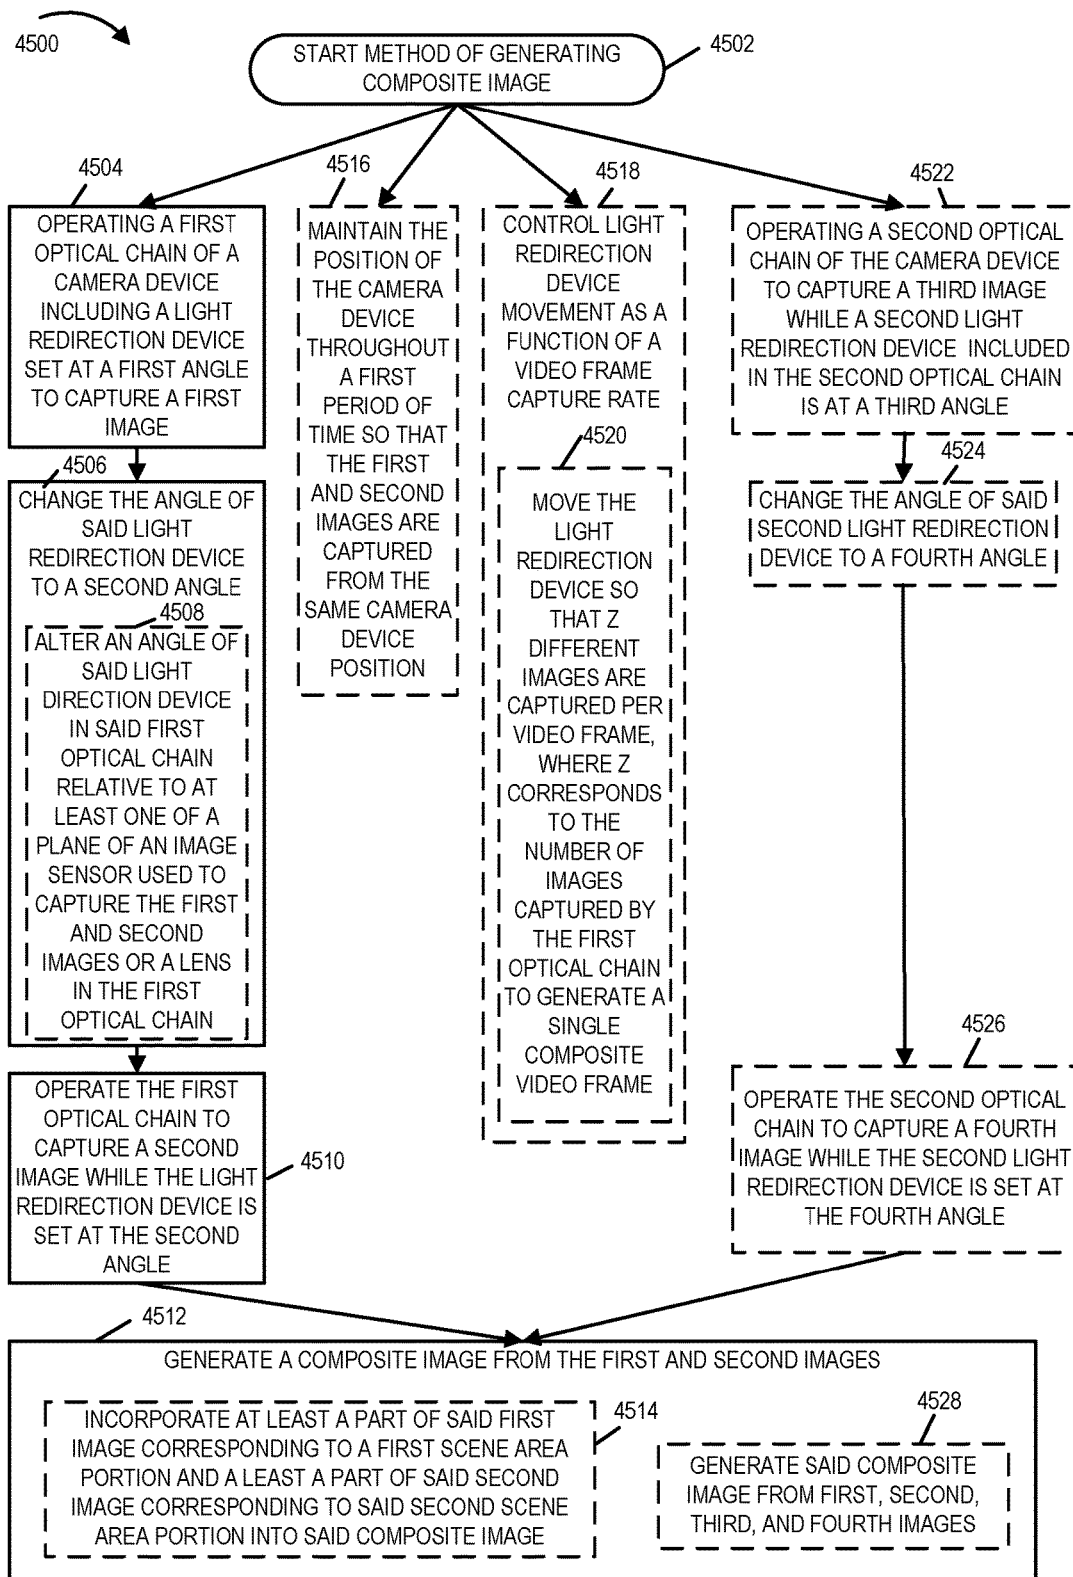 4500
START METHOD OF GENERATING
COMPOSITE IMAGE
4502
4504
OPERATING A FIRST
OPTICAL CHAIN OF A
CAMERA DEVICE
INCLUDING A LIGHT
REDIRECTION DEVICE
SET AT A FIRST ANGLE
TO CAPTURE A FIRST
IMAGE
4506
CHANGE THE ANGLE OF
SAID LIGHT
REDIRECTION DEVICE
TO A SECOND ANGLE
4508
ALTER AN ANGLE OF
SAID LIGHT
DIRECTION DEVICE
IN SAID FIRST
OPTICAL CHAIN
RELATIVE TO AT
LEAST ONE OF A
PLANE OF AN IMAGE
SENSOR USED TO
CAPTURE THE FIRST
AND SECOND
IMAGES OR A LENS
IN THE FIRST
OPTICAL CHAIN
OPERATE THE FIRST
OPTICAL CHAIN TO
CAPTURE A SECOND
IMAGE WHILE THE LIGHT
REDIRECTION DEVICE IS
SET AT THE SECOND
ANGLE
4510
4516
MAINTAIN THE
POSITION OF
THE CAMERA
DEVICE
THROUGHOUT
A FIRST
PERIOD OF
TIME SO THAT
THE FIRST
AND SECOND
IMAGES ARE
CAPTURED
FROM THE
SAME CAMERA
DEVICE
POSITION
4518
CONTROL LIGHT
REDIRECTION
DEVICE
MOVEMENT AS A
FUNCTION OF A
VIDEO FRAME
CAPTURE RATE
4520
MOVE THE
LIGHT
REDIRECTION
DEVICE SO
THAT Z
DIFFERENT
IMAGES ARE
CAPTURED PER
VIDEO FRAME,
WHERE Z
CORRESPONDS
TO THE
NUMBER OF
IMAGES
CAPTURED BY
THE FIRST
OPTICAL CHAIN
TO GENERATE A
SINGLE
COMPOSITE
VIDEO FRAME
4522
OPERATING A SECOND OPTICAL
CHAIN OF THE CAMERA DEVICE
TO CAPTURE A THIRD IMAGE
WHILE A SECOND LIGHT
REDIRECTION DEVICE INCLUDED
IN THE SECOND OPTICAL CHAIN
IS AT A THIRD ANGLE
4524
CHANGE THE ANGLE OF SAID
SECOND LIGHT REDIRECTION
DEVICE TO A FOURTH ANGLE
4526
OPERATE THE SECOND OPTICAL
CHAIN TO CAPTURE A FOURTH
IMAGE WHILE THE SECOND LIGHT
REDIRECTION DEVICE IS SET AT
THE FOURTH ANGLE
4512
GENERATE A COMPOSITE IMAGE FROM THE FIRST AND SECOND IMAGES
INCORPORATE AT LEAST A PART OF SAID FIRST
IMAGE CORRESPONDING TO A FIRST SCENE AREA
PORTION AND A LEAST A PART OF SAID SECOND
IMAGE CORRESPONDING TO SAID SECOND SCENE
AREA PORTION INTO SAID COMPOSITE IMAGE
4514
4528
GENERATE SAID COMPOSITE
IMAGE FROM FIRST, SECOND,
THIRD, AND FOURTH IMAGES